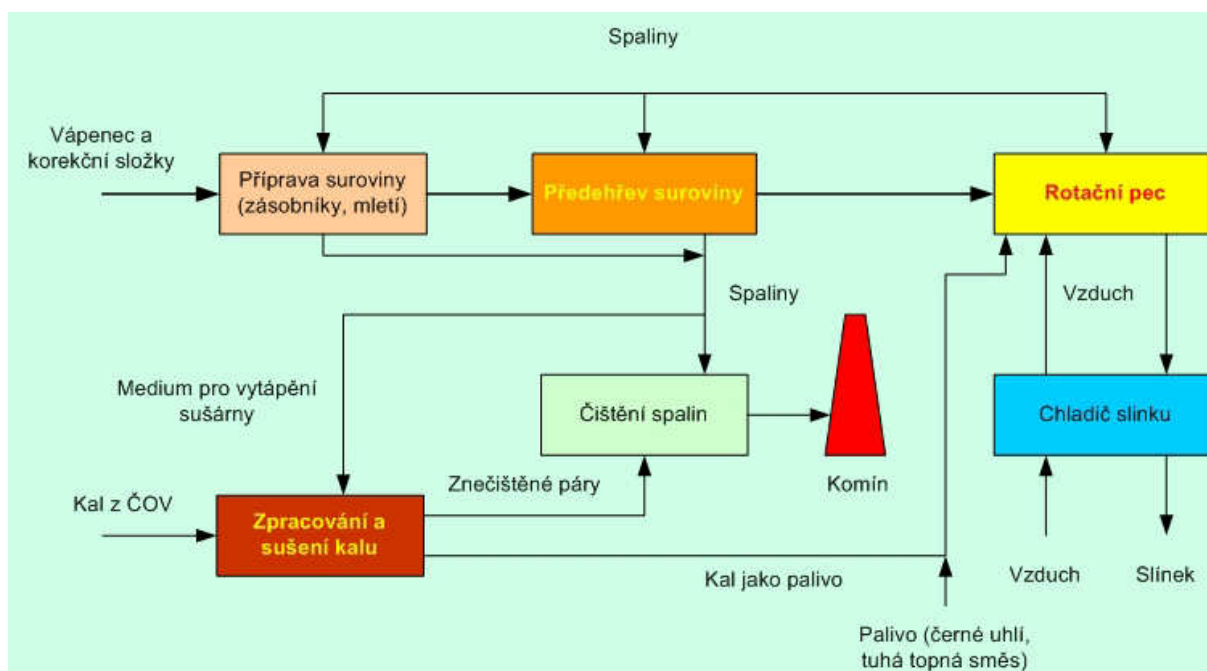 Spaliny
Vápenec a
korekční složky
Příprava suroviny
(zásobníky, mletí)
Předehřev suroviny
Rotační pec
Spaliny
Vzduch
Medium pro vytápění
sušárny
Čištění spalin
Chladič slinku
Znečištěné páry
Komín
Kal z ČOV
Zpracování a
sušení kalu
Kal jako palivo
Vzduch
Slínek
Palivo (černé uhlí,
tuhá topná směs)